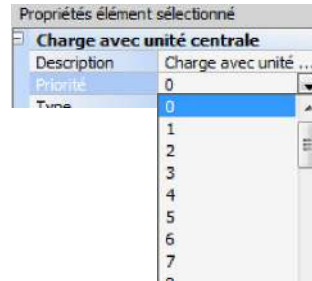 Propriétés élément sélectionné
Charge avec unité centrale
Description Charge avec unité ...
Priorité 0
Type 0
1
2
3
4
5
6
7